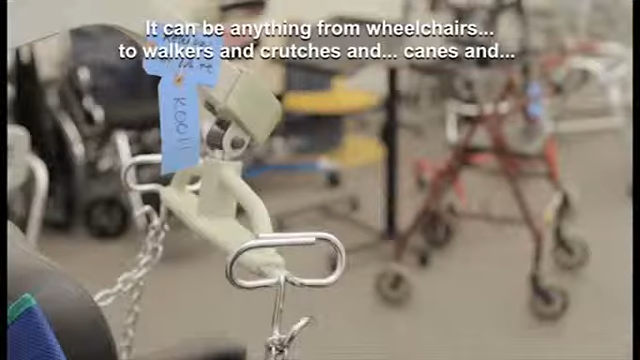 It can be anything from wheelchairs...
to walkers and crutches and... canes and...